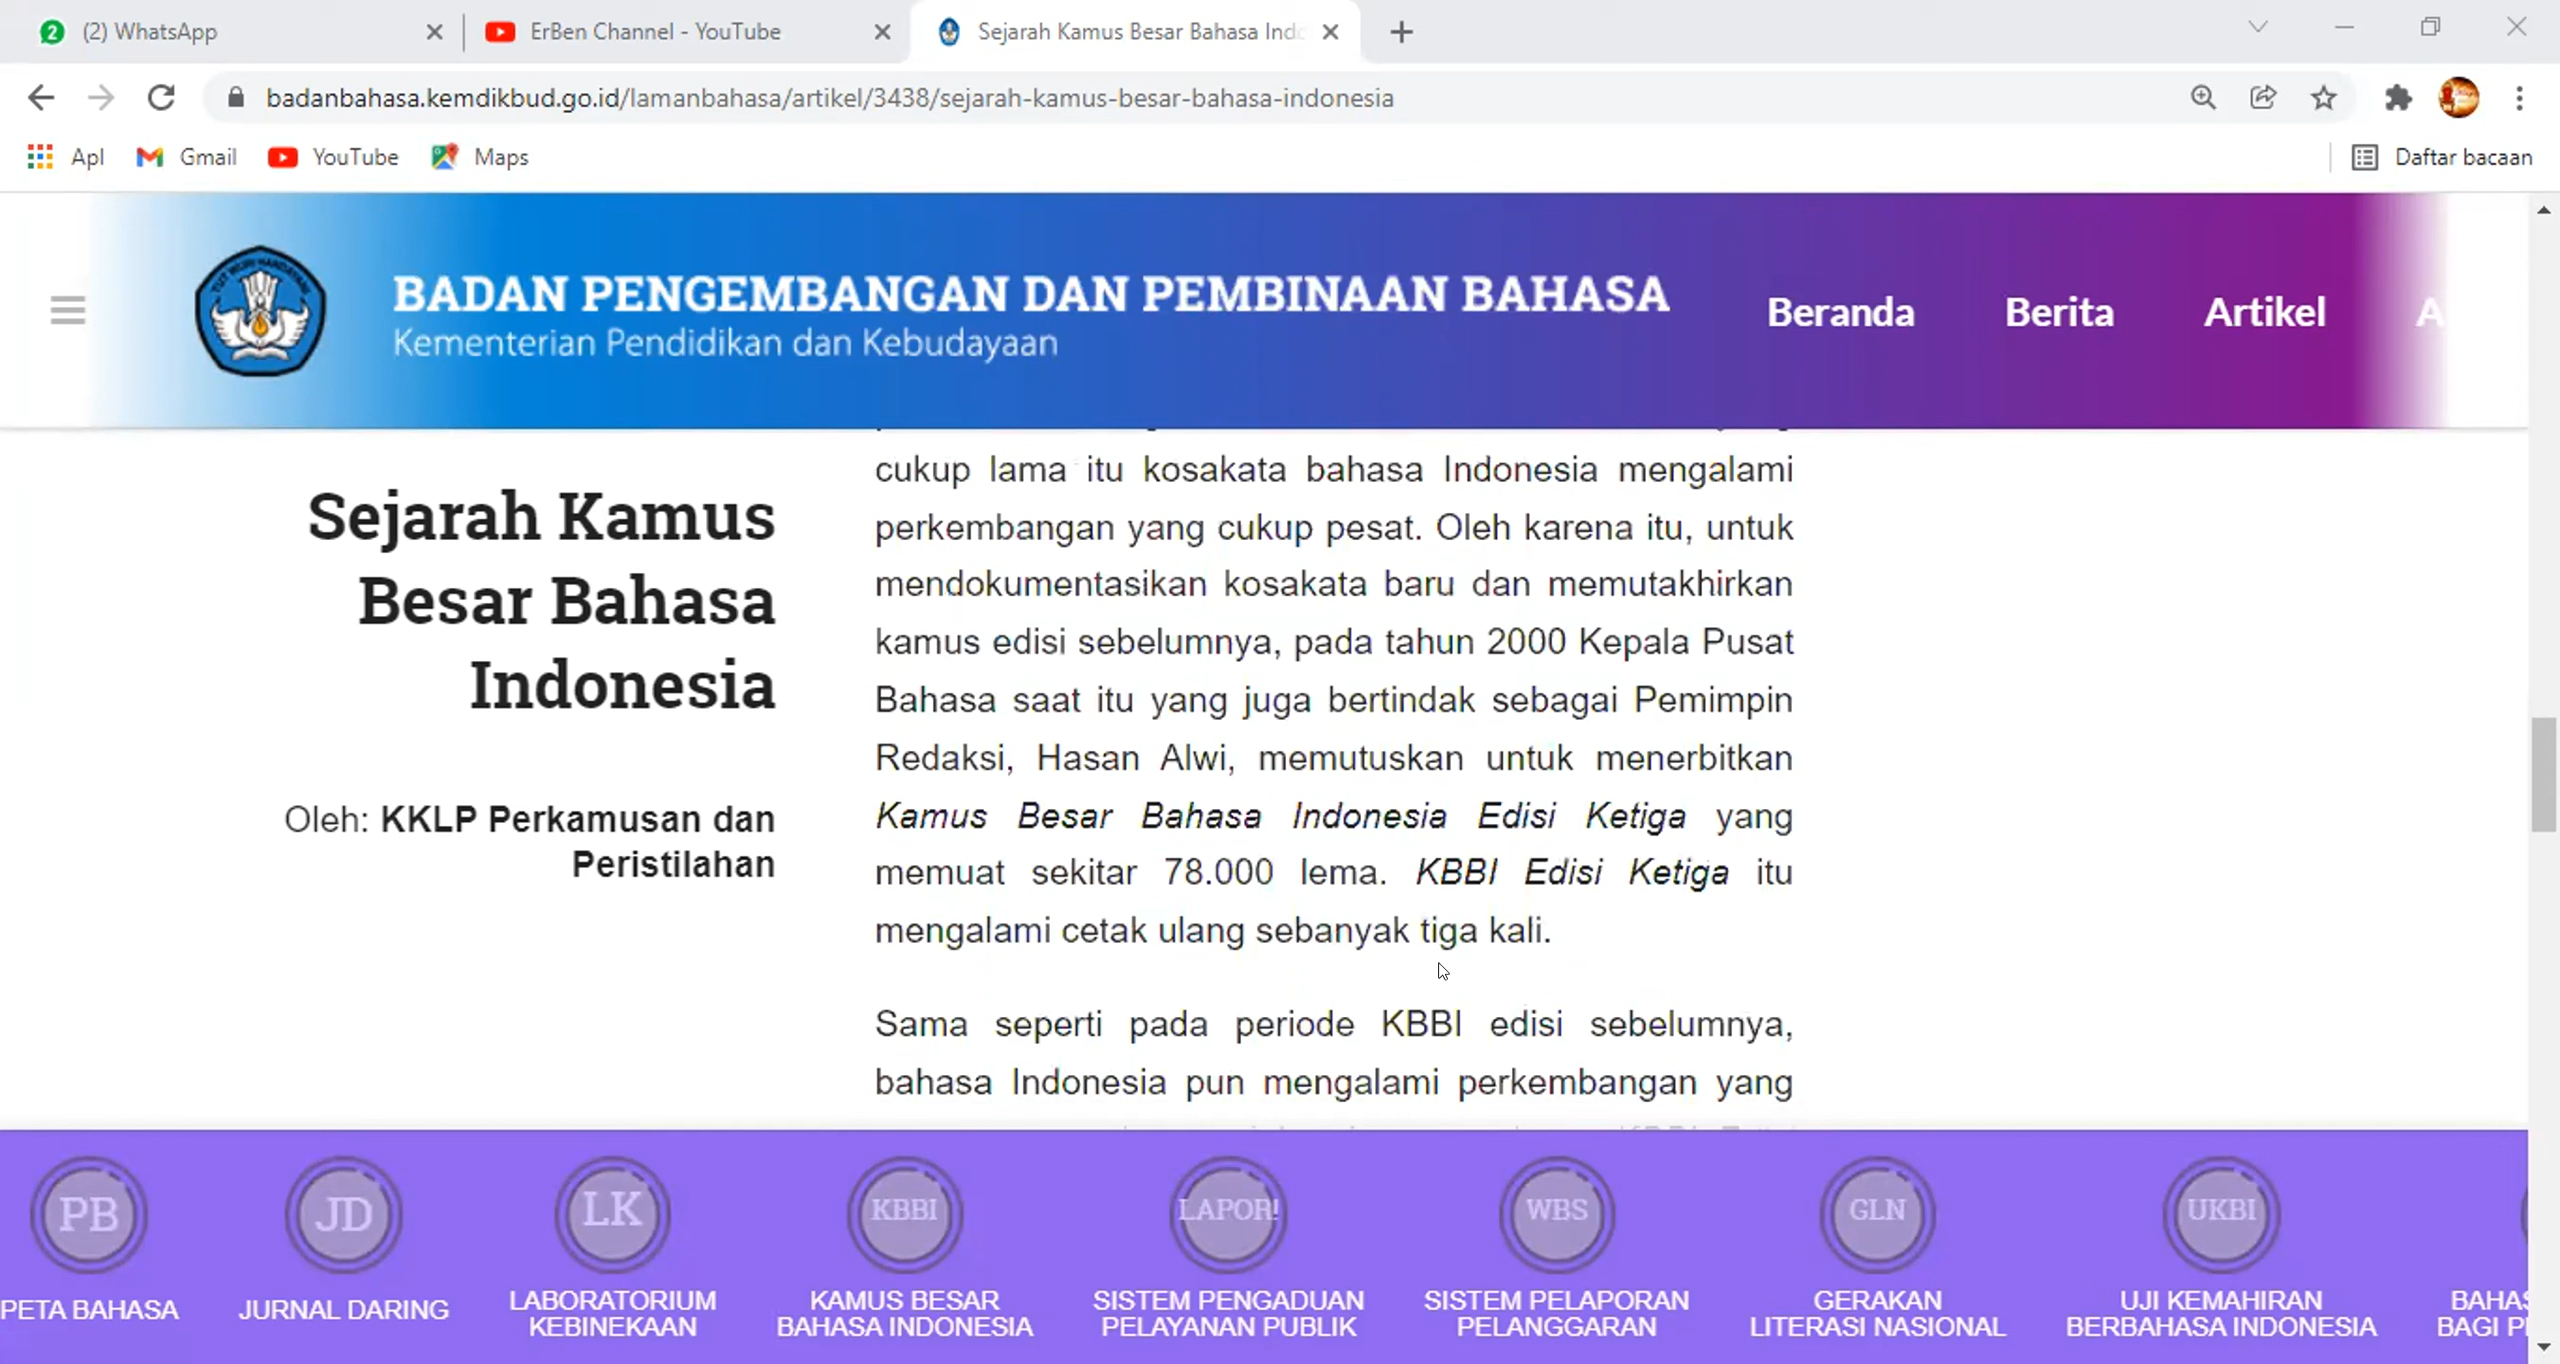 2 (2) WhatsApp
ErBen Channel - YouTube
Sejarah Kamus Besar Bahasa Indo
badanbahasa.kemdikbud.go.id/lamanbahasa/artikel/3438/sejarah-kamus-besar-bahasa-indonesia
Apl Gmail YouTube Maps Daftar bacaan
BADAN PENGEMBANGAN DAN PEMBINAAN BAHASA
Kementerian Pendidikan dan Kebudayaan
Beranda Berita Artikel A
Sejarah Kamus
Besar Bahasa
Indonesia
Oleh: KKLP Perkamusan dan
Peristilahan
cukup lama itu kosakata bahasa Indonesia mengalami
perkembangan yang cukup pesat. Oleh karena itu, untuk
mendokumentasikan kosakata baru dan memutakhirkan
kamus edisi sebelumnya, pada tahun 2000 Kepala Pusat
Bahasa saat itu yang juga bertindak sebagai Pemimpin
Redaksi, Hasan Alwi, memutuskan untuk menerbitkan
Kamus Besar Bahasa Indonesia Edisi Ketiga yang
memuat sekitar 78.000 lema. KBBI Edisi Ketiga itu
mengalami cetak ulang sebanyak tiga kali.
Sama seperti pada periode KBBI edisi sebelumnya,
bahasa Indonesia pun mengalami perkembangan yang
PB
PETA BAHASA
JD
JURNAL DARING
LK
LABORATORIUM
KEBINEKAAN
KBBI
KAMUS BESAR
BAHASA INDONESIA
LAPOR!
SISTEM PENGADUAN
PELAYANAN PUBLIK
WBS
SISTEM PELAPORAN
PELANGGARAN
GLN
GERAKAN
LITERASI NASIONAL
UKBI
UJI KEMAHIRAN
BERBAHASA INDONESIA
BAHAS
BAGI P